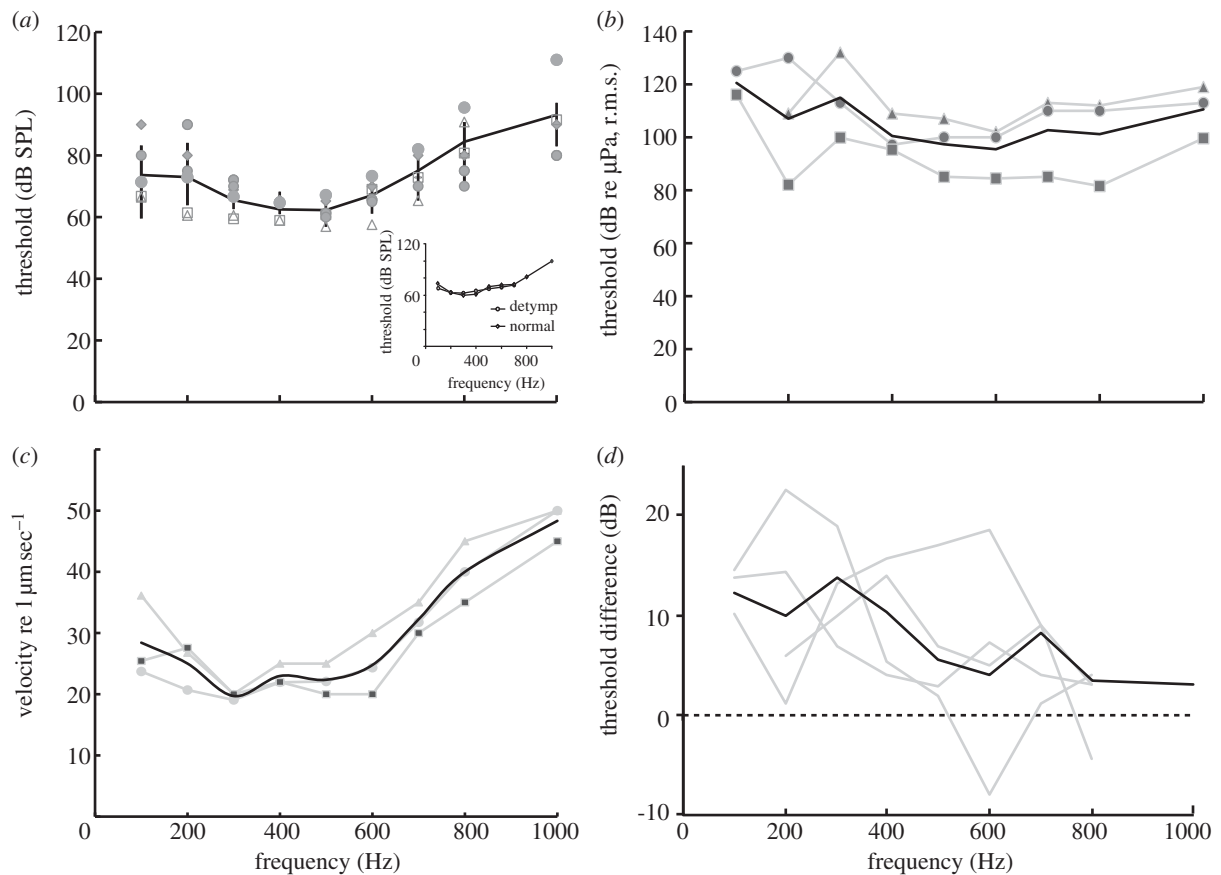 (a)
threshold (dB SPL)
120
100
80
60
40
20
0
threshold (dB SPL)
120
60
0
400
800
frequency (Hz)
detymp
normal
(b)
threshold (dB re µPa, r.m.s.)
140
120
100
80
60
40
20
0
(c)
velocity re 1 µm sec−1
50
40
30
20
10
0
200
400
600
800
1000
frequency (Hz)
(d)
threshold difference (dB)
20
10
0
-10
0
200
400
600
800
1000
frequency (Hz)